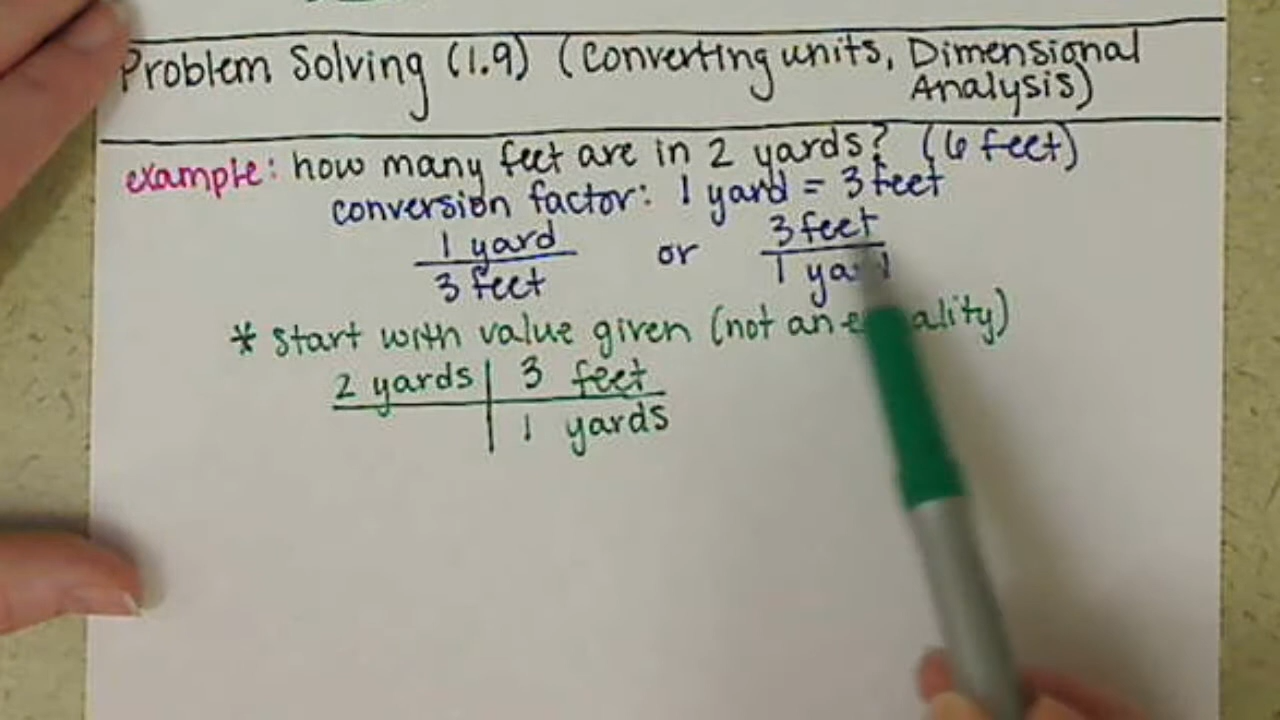 Problem Solving (1.9) (Converting units, Dimensional
Analysis)
example: how many feet are in 2 yards? (6 feet)
conversion factor: 1 yard = 3 feet
1 yard or 3 feet
3 feet 1
* start with value given (not an
2 yards 3 feet
1 yards